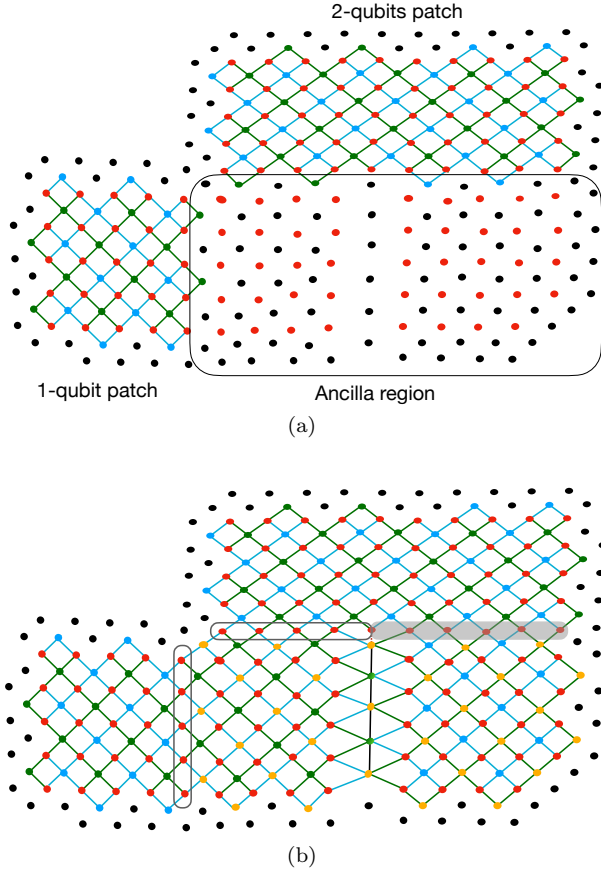 2-qubits patch
1-qubit patch
Ancilla region
(a)
(b)